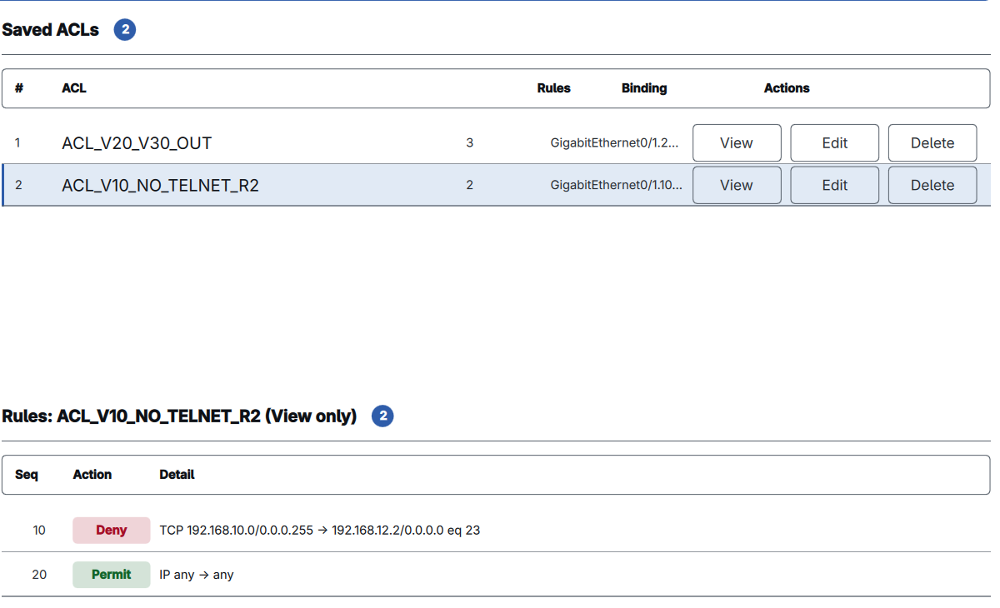 Saved ACLs 2
# ACL Rules Binding Actions
1 ACL_V20_V30_OUT 3 GigabitEthernet0/1.2... View Edit Delete
2 ACL_V10_NO_TELNET_R2 2 GigabitEthernet0/1.10... View Edit Delete
Rules: ACL_V10_NO_TELNET_R2 (View only) 2
Seq Action Detail
10 Deny TCP 192.168.10.0/0.0.0.255 → 192.168.12.2/0.0.0.0 eq 23
20 Permit IP any → any